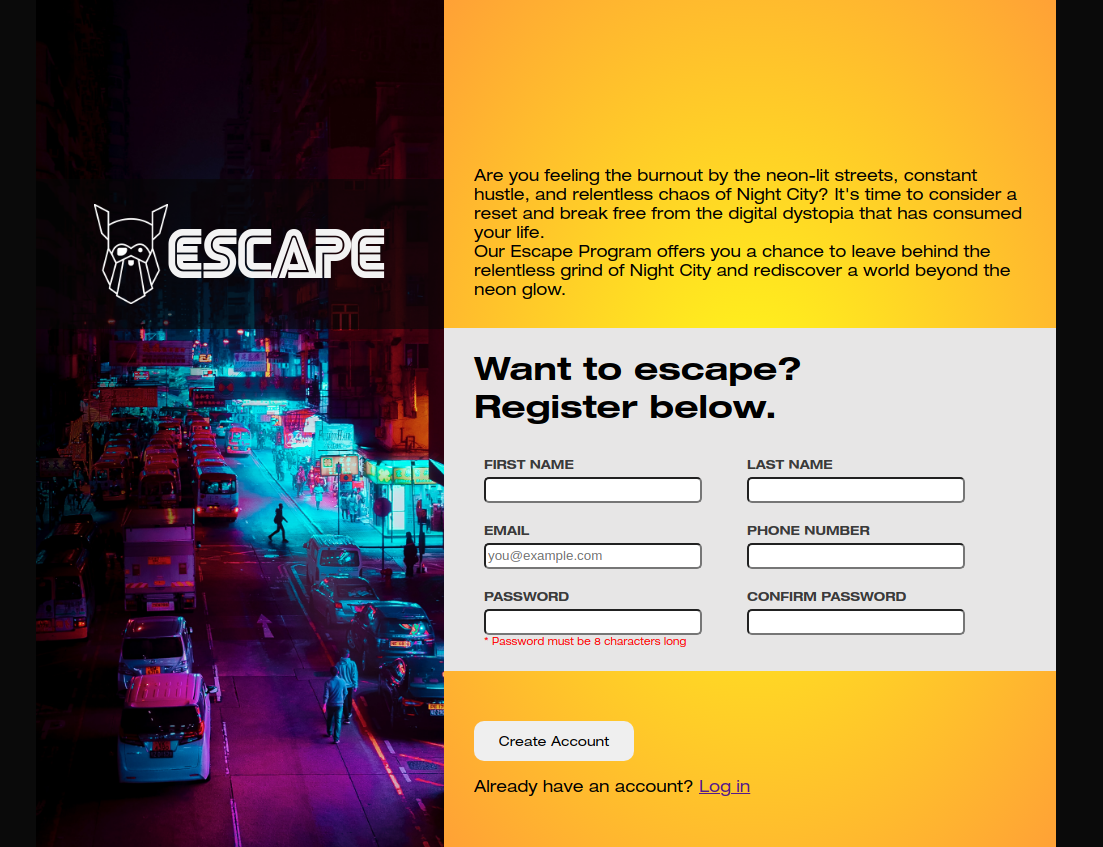 ESCAPE
Are you feeling the burnout by the neon-lit streets, constant
hustle, and relentless chaos of Night City? It's time to consider a
reset and break free from the digital dystopia that has consumed
your life.
Our Escape Program offers you a chance to leave behind the
relentless grind of Night City and rediscover a world beyond the
neon glow.
Want to escape?
Register below.
FIRST NAME
LAST NAME
EMAIL
PHONE NUMBER
you@example.com
PASSWORD
CONFIRM PASSWORD
* Password must be 8 characters long
Create Account
Already have an account? Log in